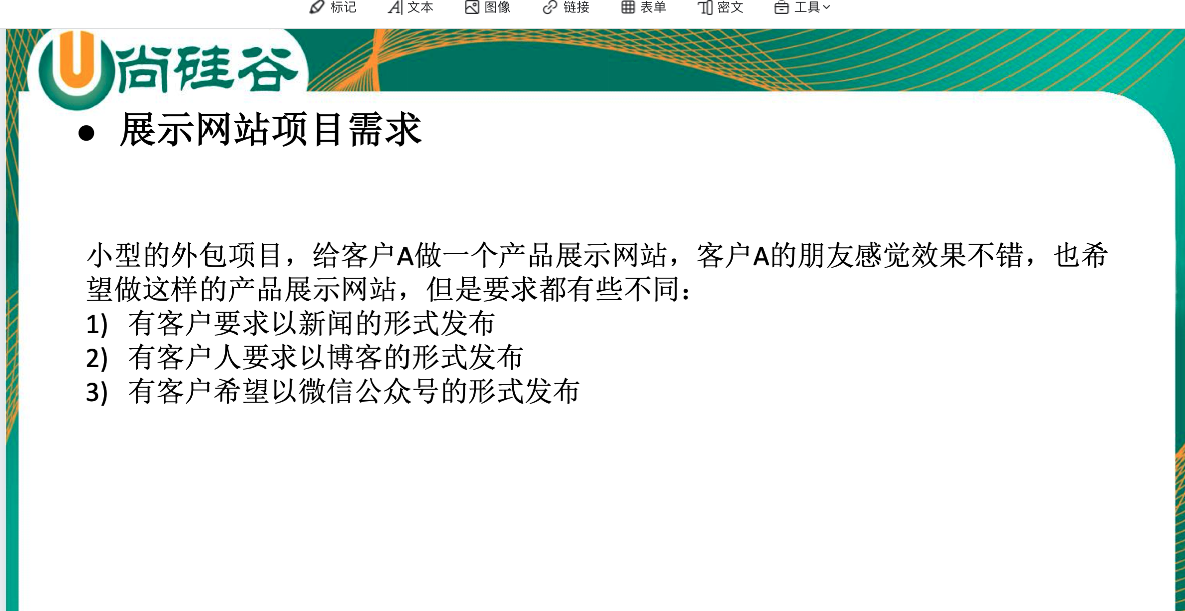 标记 文本 图像 链接 表单 密文 工具
尚硅谷
● 展示网站项目需求
小型的外包项目，给客户A做一个产品展示网站，客户A的朋友感觉效果不错，也希
望做这样的产品展示网站，但是要求都有些不同：
1) 有客户要求以新闻的形式发布
2) 有客户人要求以博客的形式发布
3) 有客户希望以微信公众号的形式发布